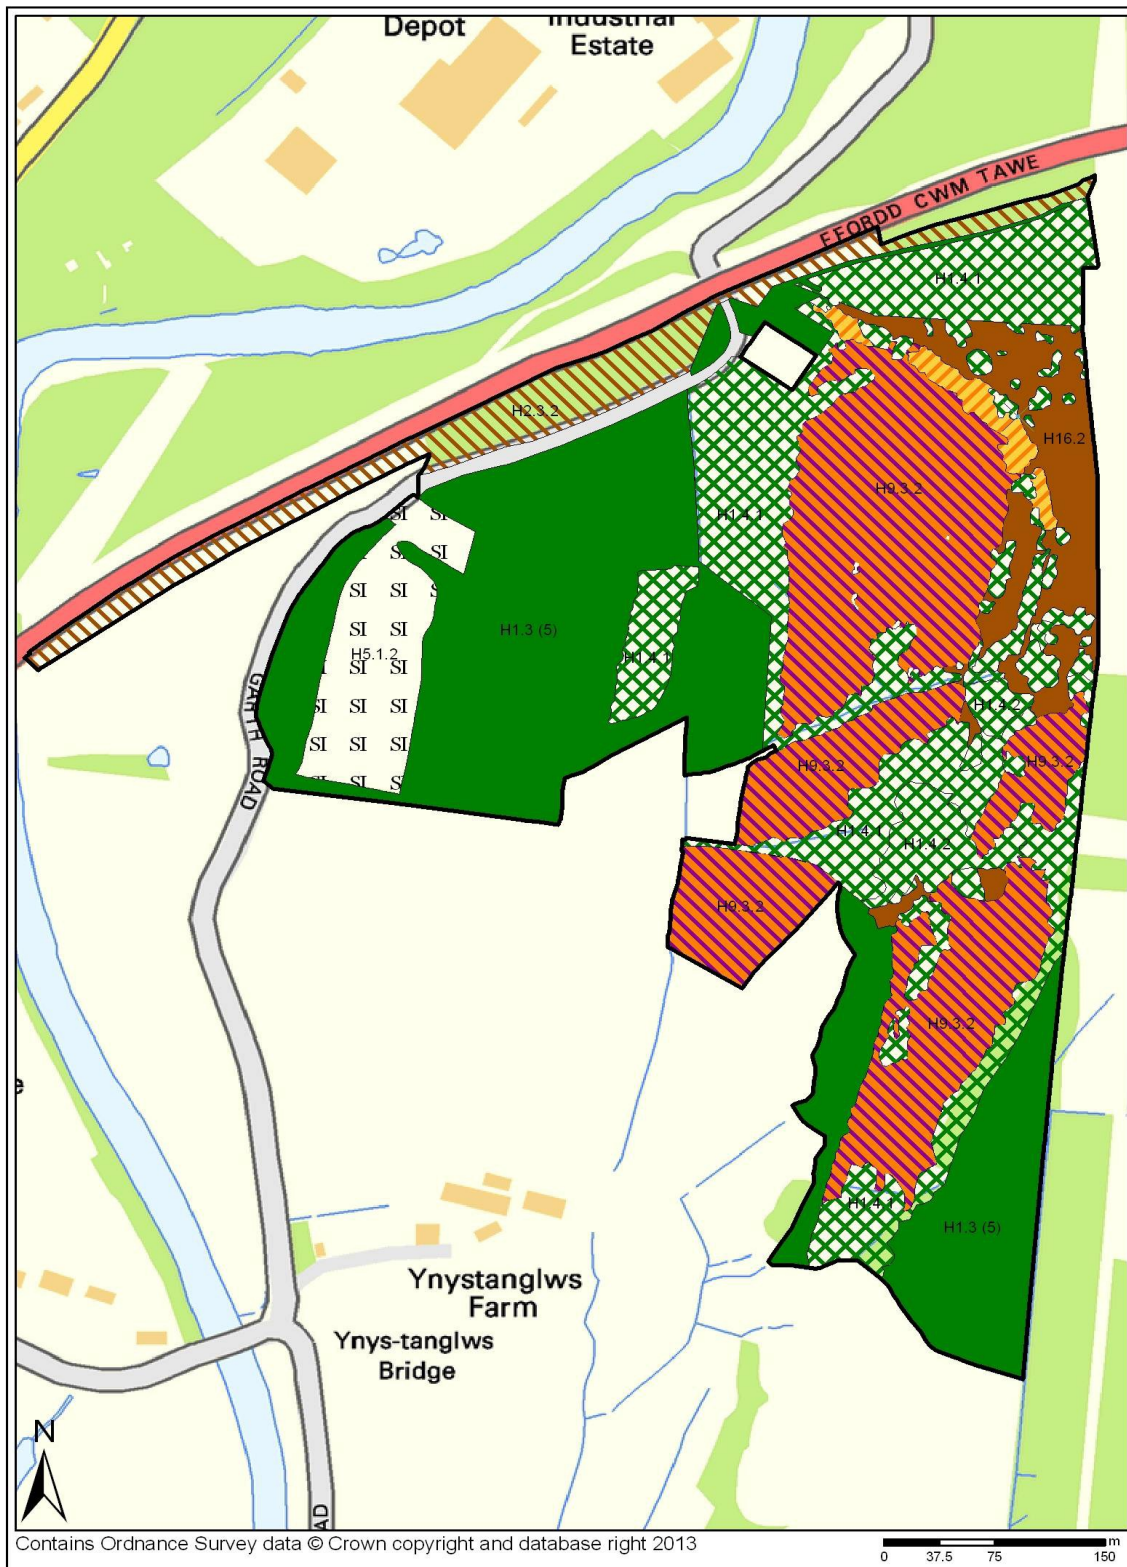 Depot
Industrial
Estate
FFORDD CWM TAWE
H1.4.1
H2.3.2
H16.2
H9.3.2
H1.4.1
SI SI
SI SI
SI SI
SI SI
H1.3 (5)
H5.1.2
H1.4.1
SI SI
SI SI SI
SI SI SI
SI SI S
GARTH ROAD
H1.4.2
H9.3.2
H9.3.2
H1.4.1
H1.4.2
H9.3.2
H9.3.2
H1.4.1
H1.3 (5)
Ynystanglws
Farm
Ynys-tanglws
Bridge
N
AD
Contains Ordnance Survey data © Crown copyright and database right 2013
m
0 37.5 75 150